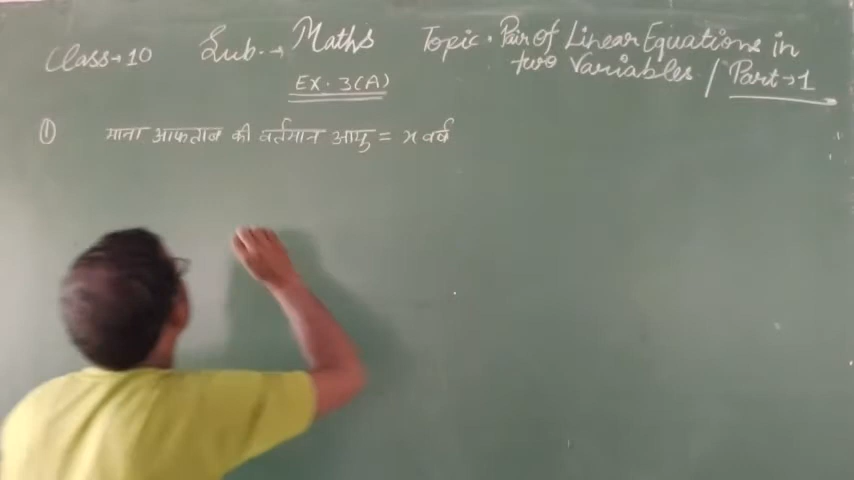 Class→10 Sub.→ Maths Topic. Pair of Linear Equations in
two Variables / Part→1
Ex. 3(A)
① माना आफताब की वर्तमान आयु = x वर्ष